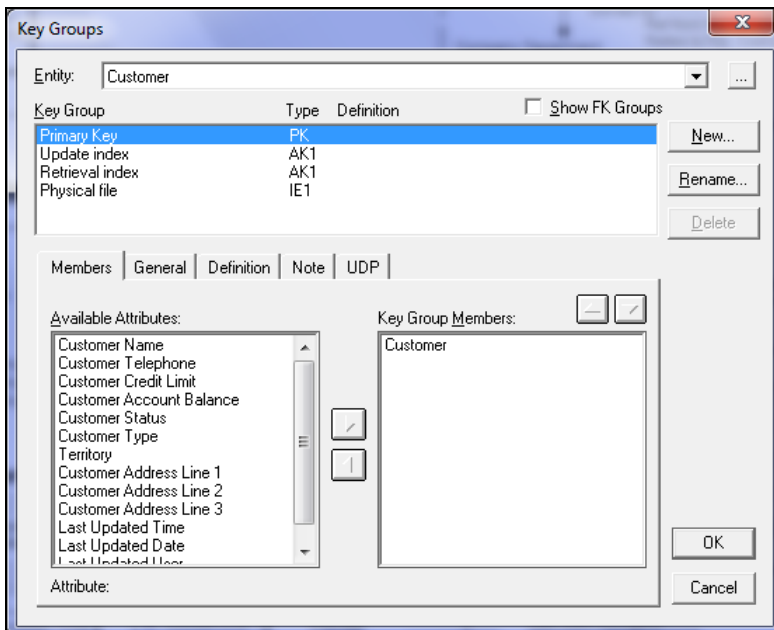 Key Groups
Entity: Customer ...
Key Group Type Definition Show FK Groups
Primary Key PK
Update index AK1
Retrieval index AK1
Physical file IE1
New...
Rename...
Delete
Members General Definition Note UDP
Available Attributes: Key Group Members:
Customer Name Customer
Customer Telephone
Customer Credit Limit
Customer Account Balance
Customer Status
Customer Type
Territory
Customer Address Line 1
Customer Address Line 2
Customer Address Line 3
Last Updated Time
Last Updated Date
Last Updated User
Attribute:
OK
Cancel